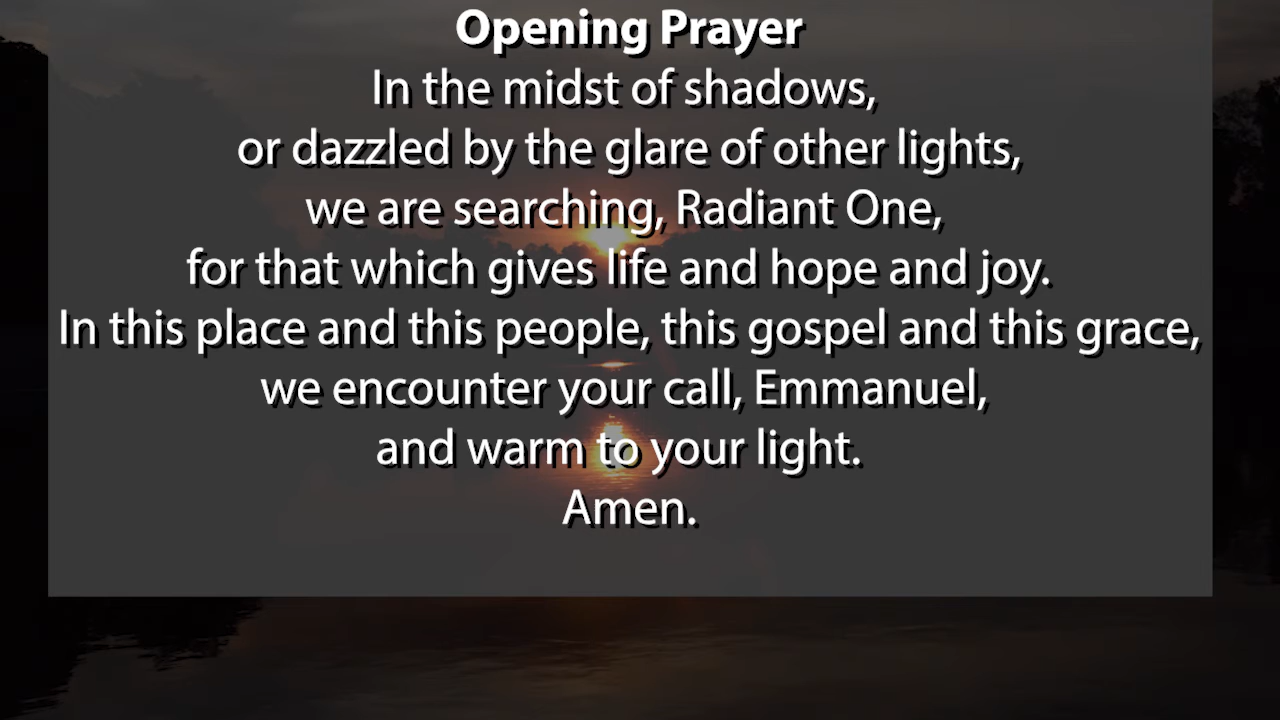 Opening Prayer
In the midst of shadows,
or dazzled by the glare of other lights,
we are searching, Radiant One,
for that which gives life and hope and joy.
In this place and this people, this gospel and this grace,
we encounter your call, Emmanuel,
and warm to your light.
Amen.